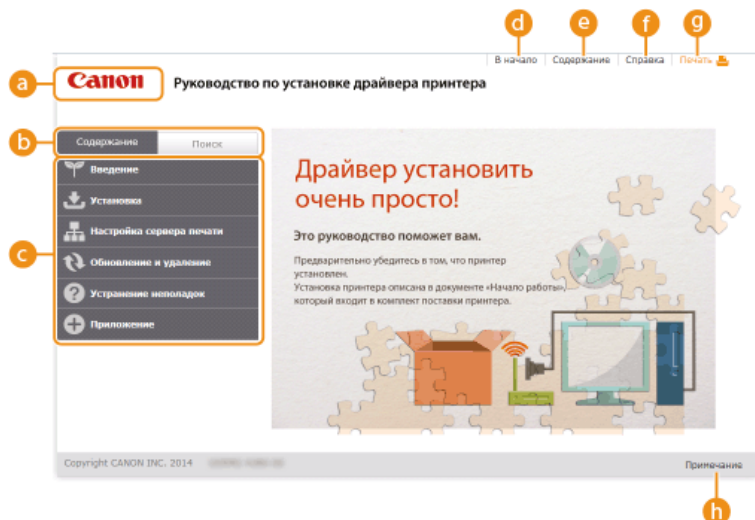 d e f g
В начало Содержание Справка Печать
a Canon Руководство по установке драйвера принтера
b Содержание Поиск
c
Введение
Установка
Настройка сервера печати
Обновление и удаление
Устранение неполадок
Приложение
Драйвер установить
очень просто!
Это руководство поможет вам.
Предварительно убедитесь в том, что принтер
установлен.
Установка принтера описана в документе «Начало работы»,
который входит в комплект поставки принтера.
Copyright CANON INC. 2014
Примечание
h